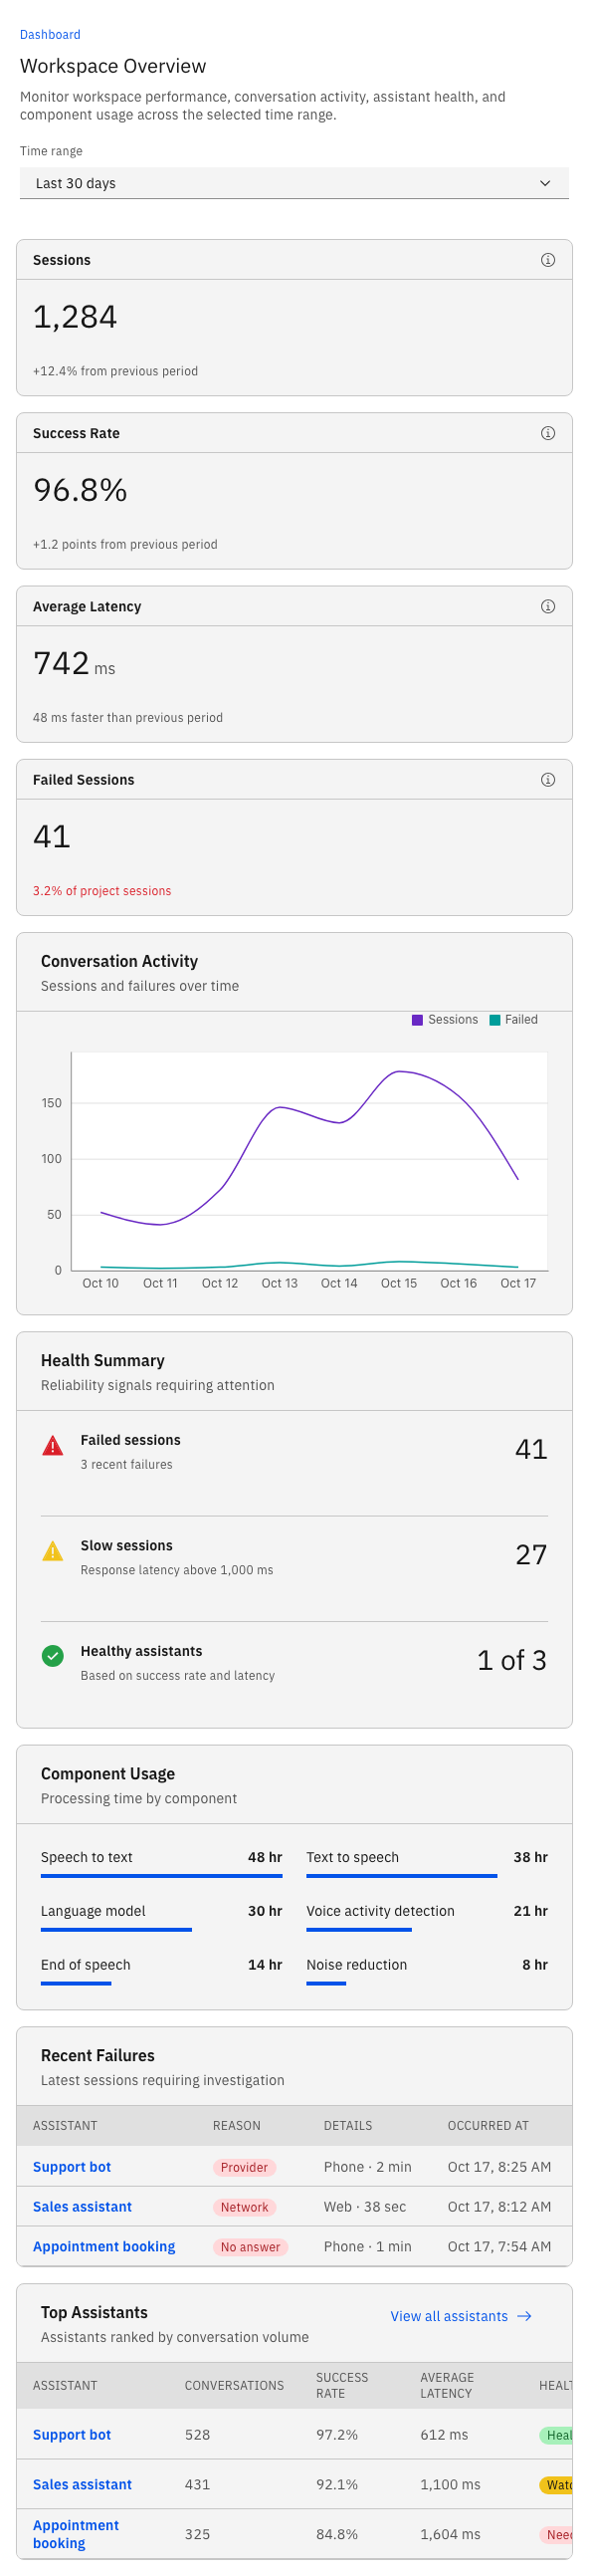 Dashboard
Workspace Overview
Monitor workspace performance, conversation activity, assistant health, and
component usage across the selected time range.
Time range
Last 30 days
Sessions
1,284
+12.4% from previous period
Success Rate
96.8%
+1.2 points from previous period
Average Latency
742 ms
48 ms faster than previous period
Failed Sessions
41
3.2% of project sessions
Conversation Activity
Sessions and failures over time
Sessions Failed
150
100
50
0
Oct 10 Oct 11 Oct 12 Oct 13 Oct 14 Oct 15 Oct 16 Oct 17
Health Summary
Reliability signals requiring attention
Failed sessions 41
3 recent failures
Slow sessions 27
Response latency above 1,000 ms
Healthy assistants 1 of 3
Based on success rate and latency
Component Usage
Processing time by component
Speech to text 48 hr Text to speech 38 hr
Language model 30 hr Voice activity detection 21 hr
End of speech 14 hr Noise reduction 8 hr
Recent Failures
Latest sessions requiring investigation
ASSISTANT REASON DETAILS OCCURRED AT
Support bot Provider Phone · 2 min Oct 17, 8:25 AM
Sales assistant Network Web · 38 sec Oct 17, 8:12 AM
Appointment booking No answer Phone · 1 min Oct 17, 7:54 AM
Top Assistants
View all assistants
Assistants ranked by conversation volume
ASSISTANT CONVERSATIONS SUCCESS RATE AVERAGE LATENCY
Support bot 528 97.2% 612 ms
Sales assistant 431 92.1% 1,100 ms
Appointment booking 325 84.8% 1,604 ms